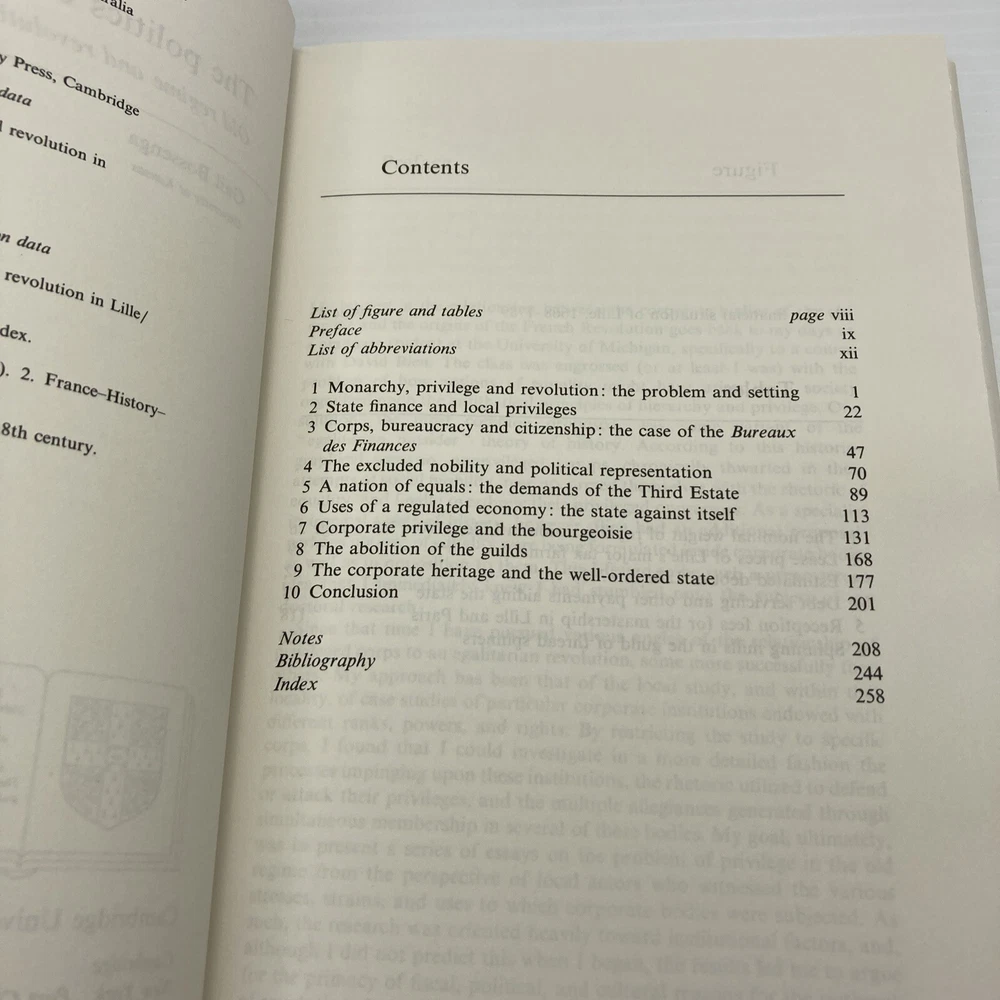 ralia
y Press, Cambridge
data
l revolution in
n data
revolution in Lille/
dex.
). 2. France–History–
8th century.
Contents
List of figure and tables page viii
Preface ix
List of abbreviations xii
1 Monarchy, privilege and revolution: the problem and setting 1
2 State finance and local privileges 22
3 Corps, bureaucracy and citizenship: the case of the Bureaux
des Finances 47
4 The excluded nobility and political representation 70
5 A nation of equals: the demands of the Third Estate 89
6 Uses of a regulated economy: the state against itself 113
7 Corporate privilege and the bourgeoisie 131
8 The abolition of the guilds 168
9 The corporate heritage and the well-ordered state 177
10 Conclusion 201
Notes 208
Bibliography 244
Index 258